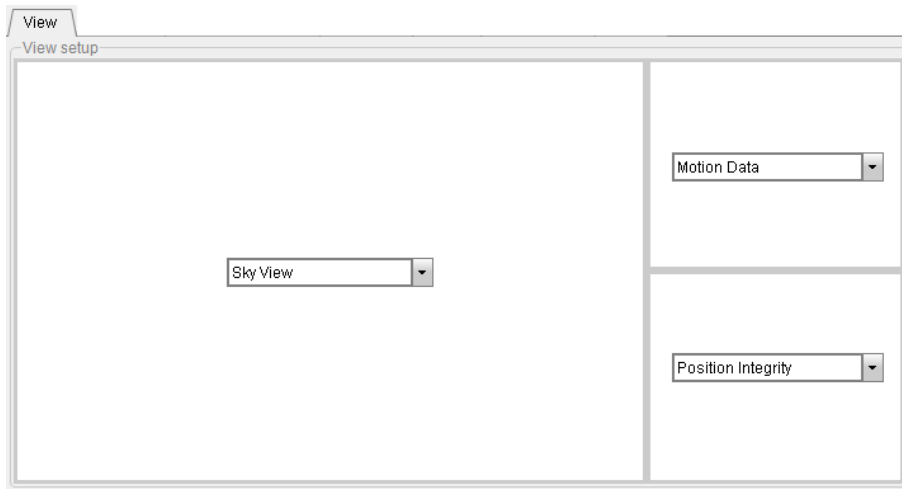 View
View setup
Motion Data
Sky View
Position Integrity